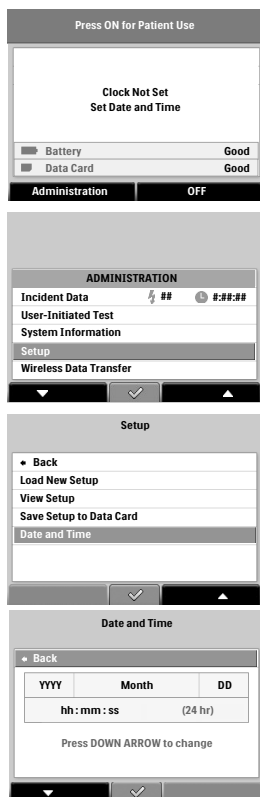 Press ON for Patient Use
Clock Not Set
Set Date and Time
Battery Good
Data Card Good
Administration OFF
ADMINISTRATION
Incident Data ## #:##:##
User-Initiated Test
System Information
Setup
Wireless Data Transfer
Setup
Back
Load New Setup
View Setup
Save Setup to Data Card
Date and Time
Date and Time
Back
YYYY Month DD
hh : mm : ss (24 hr)
Press DOWN ARROW to change